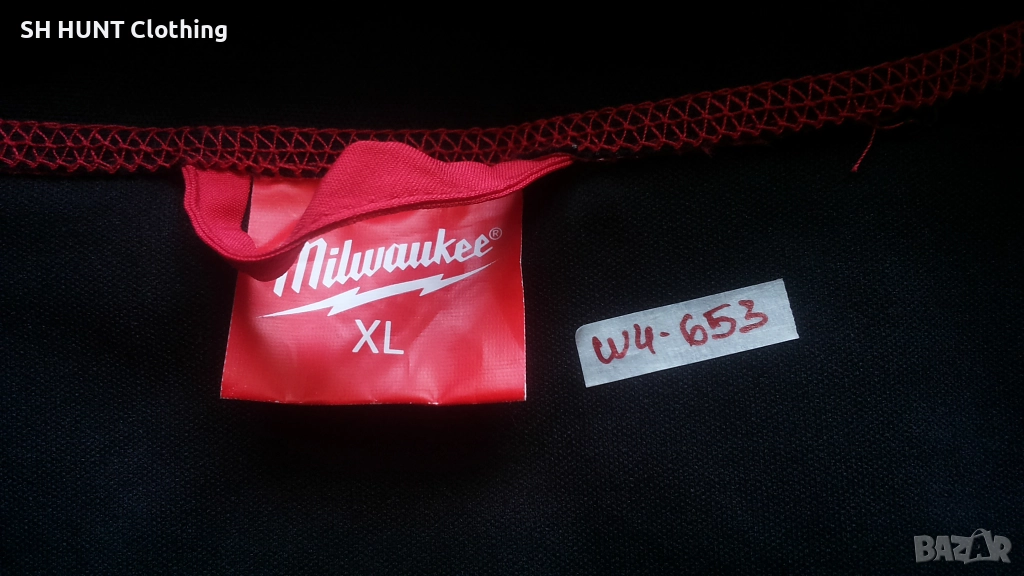 SH HUNT Clothing
Milwaukee®
XL
W4-653
BAZAR